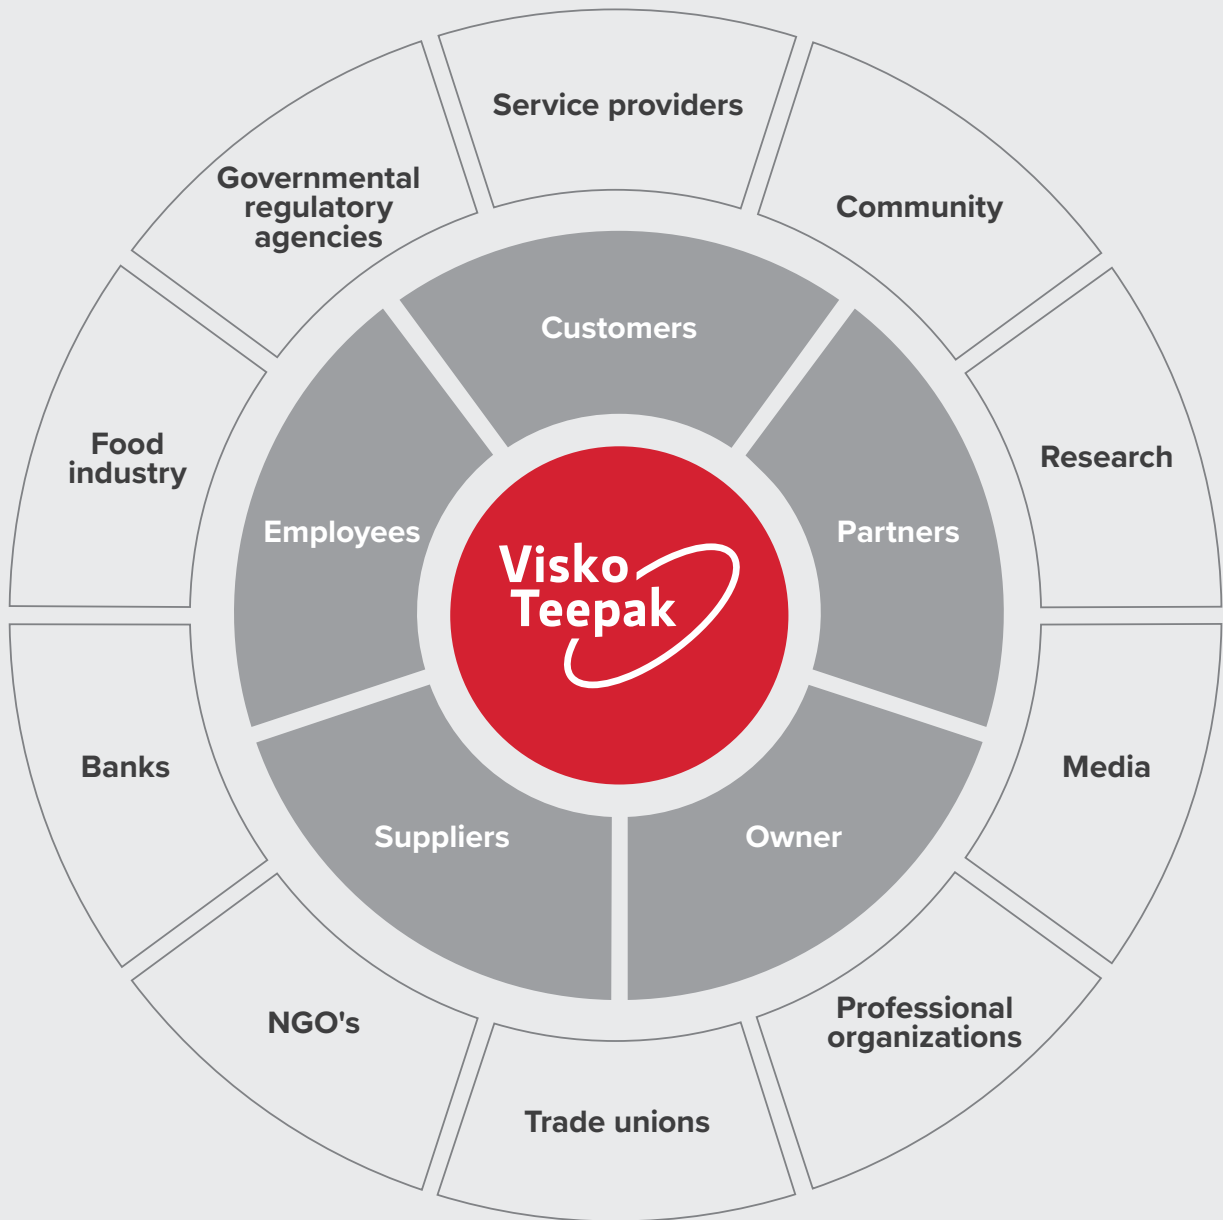 Service providers
Governmental
regulatory
agencies
Community
Customers
Food
industry
Research
Employees
Partners
Visko
Teepak
Banks
Media
Suppliers
Owner
NGO's
Professional
organizations
Trade unions